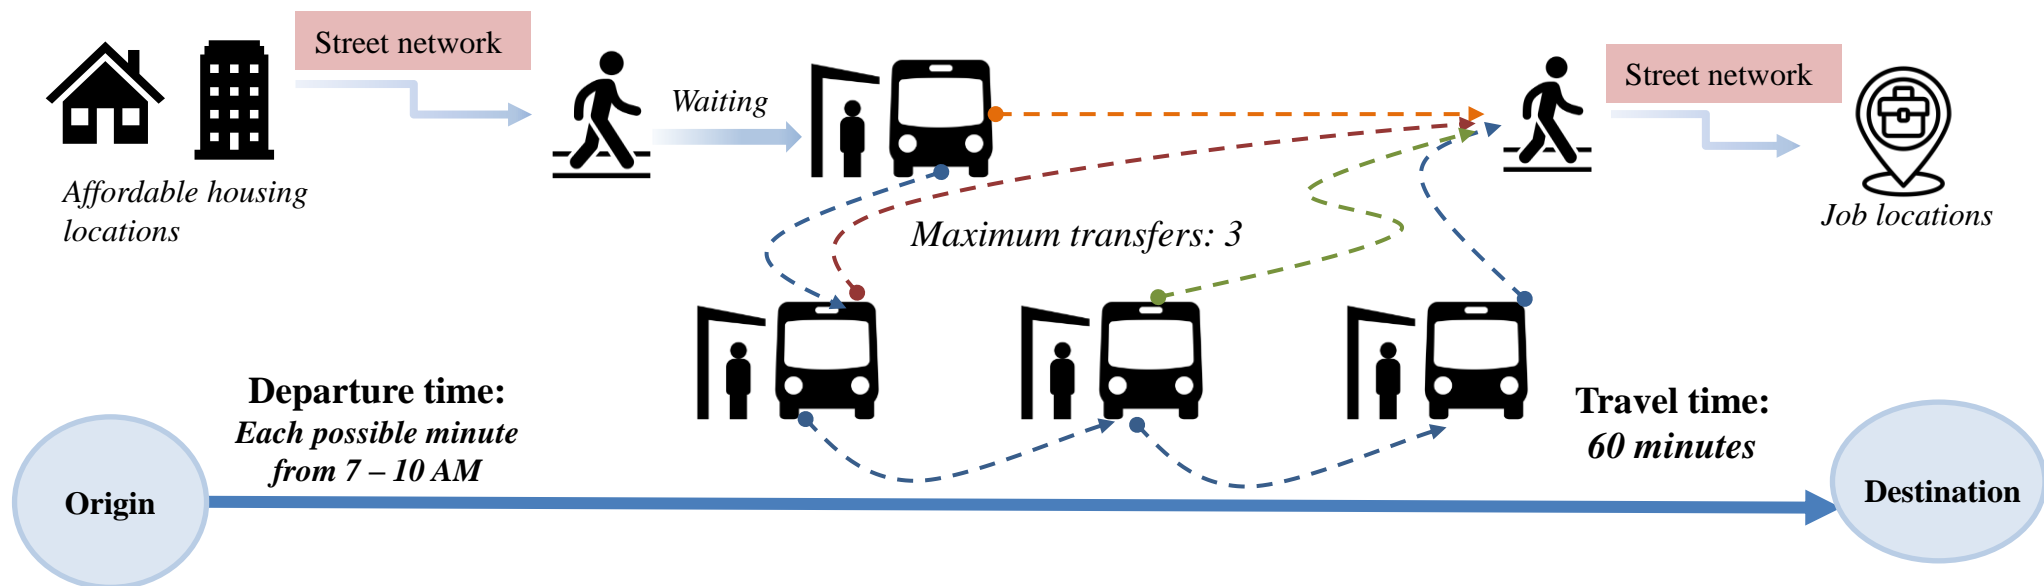 Street network
Affordable housing
locations
Waiting
Street network
Job locations
Maximum transfers: 3
Departure time:
Each possible minute
from 7 – 10 AM
Travel time:
60 minutes
Origin
Destination